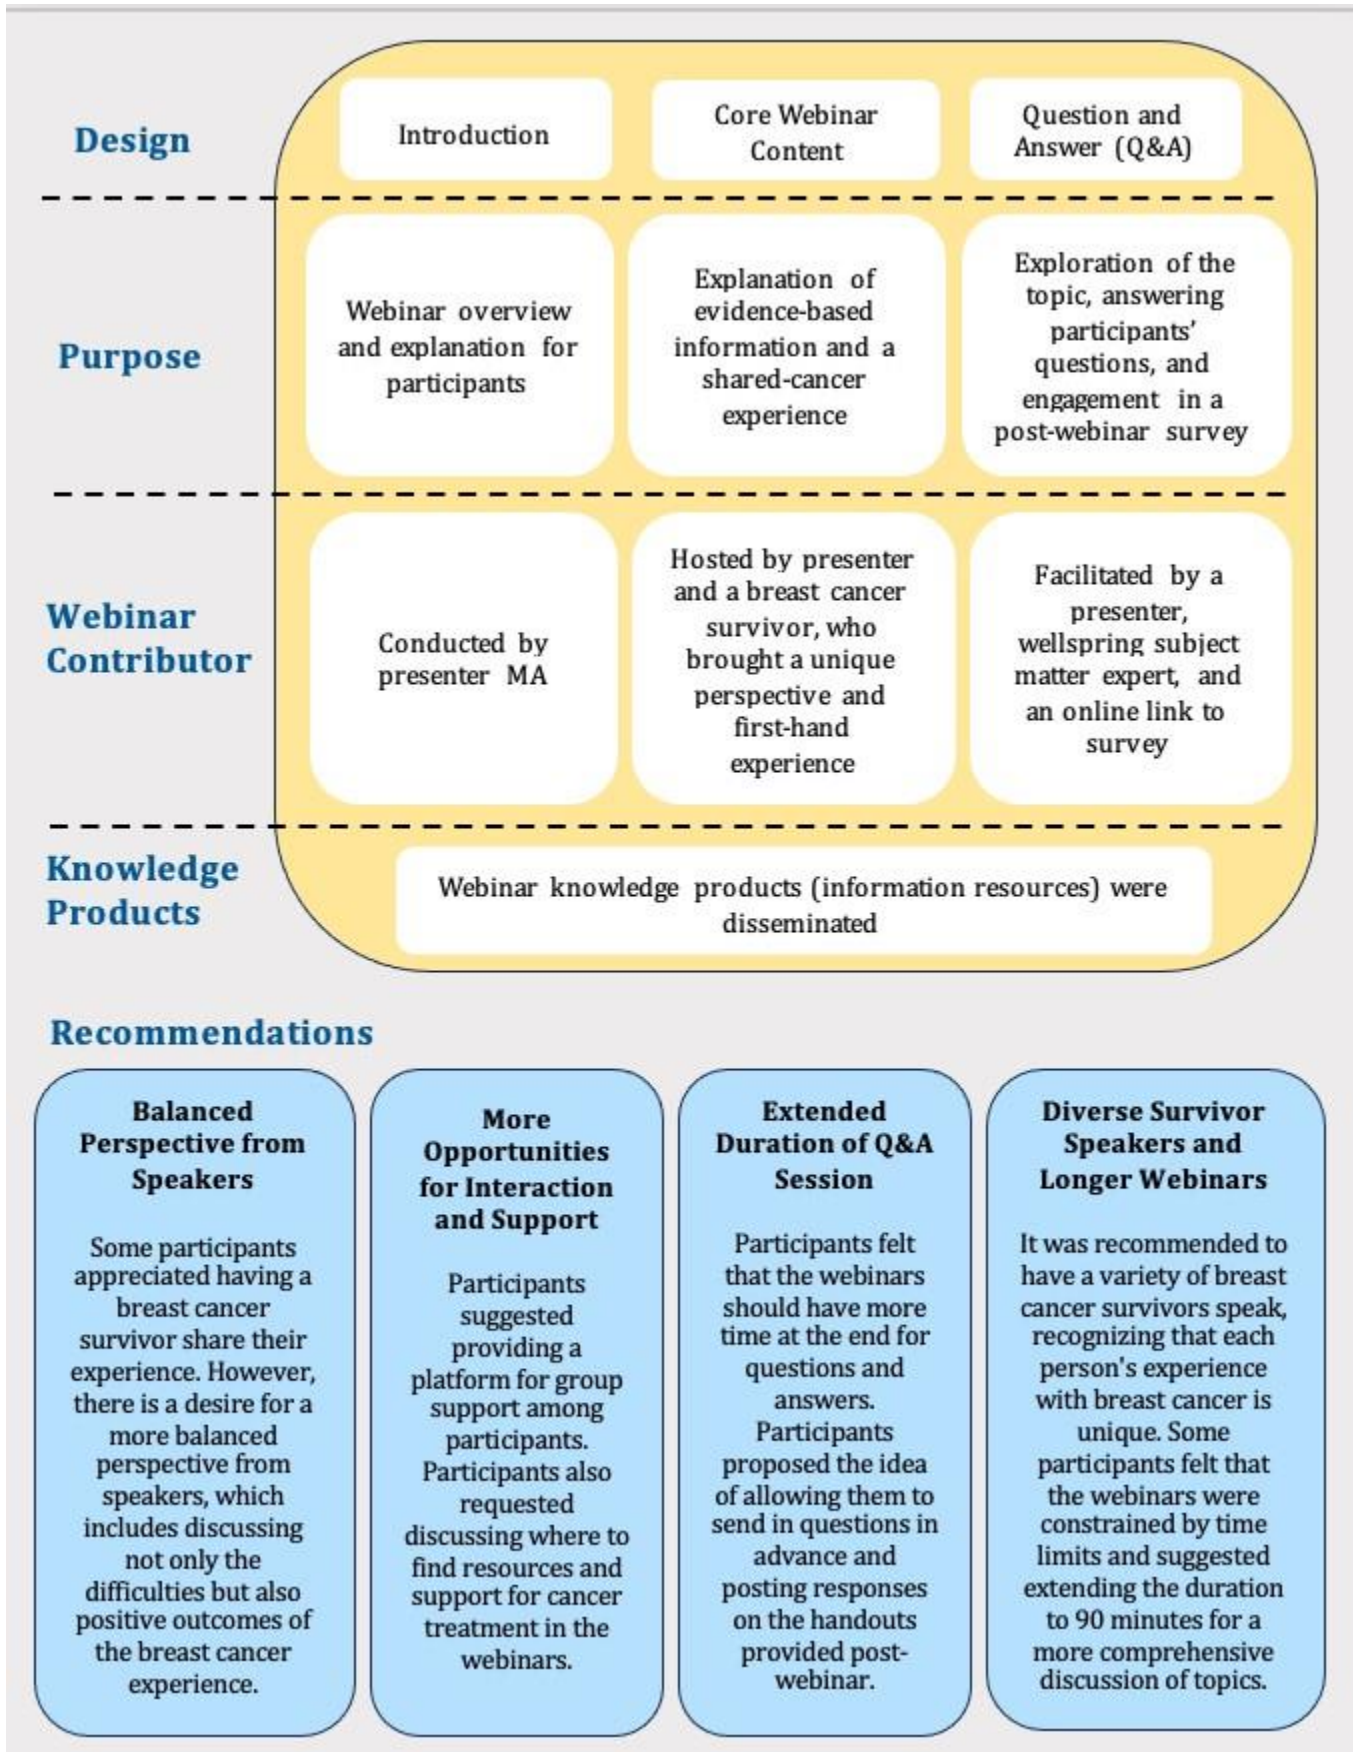 Design
Introduction
Core Webinar
Content
Question and
Answer (Q&A)
Purpose
Webinar overview
and explanation for
participants
Explanation of
evidence-based
information and a
shared-cancer
experience
Exploration of the
topic, answering
participants'
questions, and
engagement in a
post-webinar survey
Webinar
Contributor
Conducted by
presenter MA
Hosted by presenter
and a breast cancer
survivor, who
brought a unique
perspective and
first-hand
experience
Facilitated by a
presenter,
wellspring subject
matter expert, and
an online link to
survey
Knowledge
Products
Webinar knowledge products (information resources) were
disseminated
Recommendations
Balanced
Perspective from
Speakers
Some participants
appreciated having a
breast cancer
survivor share their
experience. However,
there is a desire for a
more balanced
perspective from
speakers, which
includes discussing
not only the
difficulties but also
positive outcomes of
the breast cancer
experience.
More
Opportunities
for Interaction
and Support
Participants
suggested
providing a
platform for group
support among
participants.
Participants also
requested
discussing where to
find resources and
support for cancer
treatment in the
webinars.
Extended
Duration of Q&A
Session
Participants felt
that the webinars
should have more
time at the end for
questions and
answers.
Participants
proposed the idea
of allowing them to
send in questions in
advance and
posting responses
on the handouts
provided post-
webinar.
Diverse Survivor
Speakers and
Longer Webinars
It was recommended to
have a variety of breast
cancer survivors speak,
recognizing that each
person's experience
with breast cancer is
unique. Some
participants felt that
the webinars were
constrained by time
limits and suggested
extending the duration
to 90 minutes for a
more comprehensive
discussion of topics.